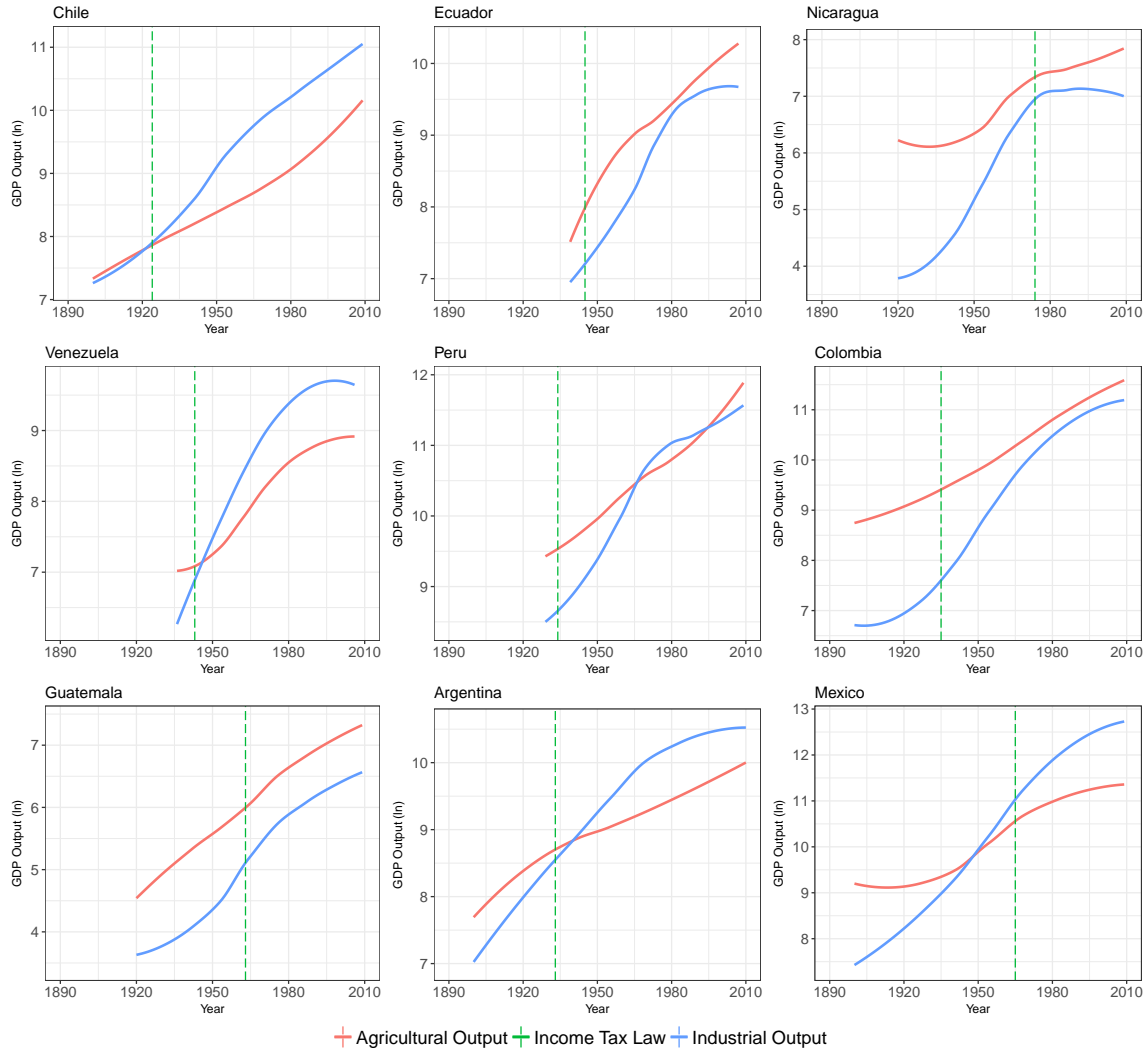 Chile
GDP Output (ln)
11
10
9
8
7
1890 1920 1950 1980 2010
Year
Ecuador
GDP Output (ln)
10
9
8
7
1890 1920 1950 1980 2010
Year
Nicaragua
GDP Output (ln)
8
7
6
5
4
1890 1920 1950 1980 2010
Year
Venezuela
GDP Output (ln)
9
8
7
1890 1920 1950 1980 2010
Year
Peru
GDP Output (ln)
12
11
10
9
1890 1920 1950 1980 2010
Year
Colombia
GDP Output (ln)
11
10
9
8
7
1890 1920 1950 1980 2010
Year
Guatemala
GDP Output (ln)
7
6
5
4
1890 1920 1950 1980 2010
Year
Argentina
GDP Output (ln)
10
9
8
7
1890 1920 1950 1980 2010
Year
Mexico
GDP Output (ln)
13
12
11
10
9
8
1890 1920 1950 1980 2010
Year
Agricultural Output Income Tax Law Industrial Output